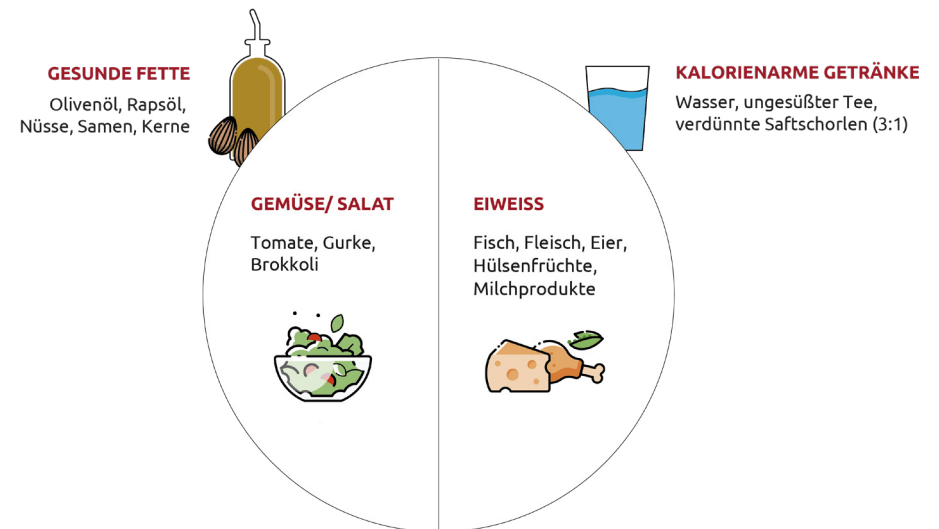 GESUNDE FETTE
Olivenöl, Rapsöl,
Nüsse, Samen, Kerne
KALORIENARME GETRÄNKE
Wasser, ungesüßter Tee,
verdünnte Saftschorlen (3:1)
GEMÜSE/ SALAT
Tomate, Gurke,
Brokkoli
EIWEISS
Fisch, Fleisch, Eier,
Hülsenfrüchte,
Milchprodukte